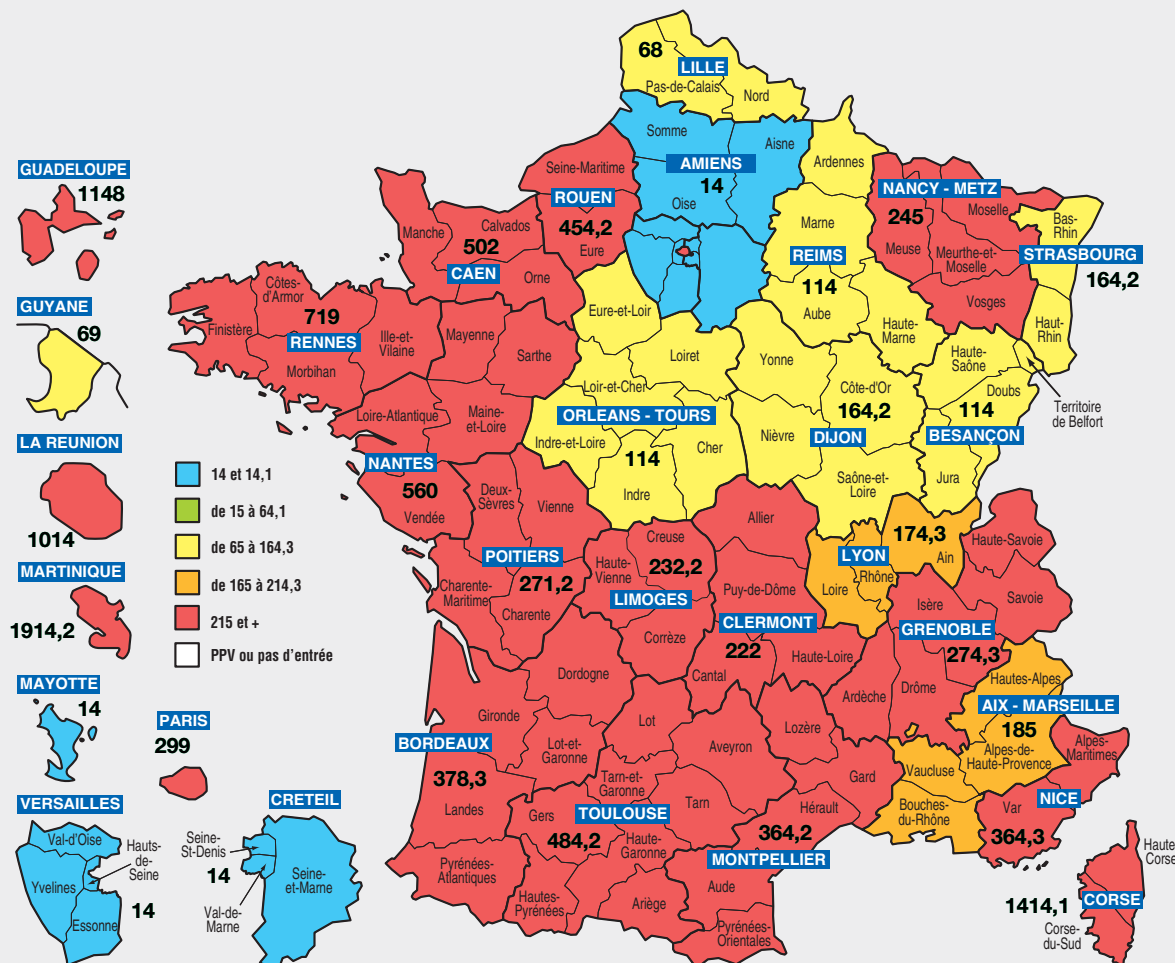 GUADELOUPE
1148
GUYANE
69
LA REUNION
1014
MARTINIQUE
1914,2
MAYOTTE
14
PARIS
299
VERSAILLES
Val-d'Oise
Hauts-
de-
Seine
Yvelines
14
Essonne
CRETEIL
Seine-
St-Denis
14
Seine-
et-Marne
Val-de-
Marne
14 et 14,1
de 15 à 64,1
de 65 à 164,3
de 165 à 214,3
215 et +
PPV ou pas d'entrée
68
LILLE
Pas-de-Calais
Nord
Somme
Aisne
AMIENS
14
Oise
Seine-Maritime
ROUEN
454,2
Eure
Manche
Calvados
502
CAEN
Orne
Ardennes
Marne
REIMS
114
Aube
Haute-
Marne
NANCY - METZ
245
Moselle
Meuse
Meurthe-et-
Moselle
Vosges
Bas-
Rhin
STRASBOURG
164,2
Haut-
Rhin
Côtes-
d'Armor
Finistère
719
RENNES
Ille-et-
Vilaine
Morbihan
Mayenne
Sarthe
Loire-Atlantique
Maine-
et-Loire
NANTES
560
Vendée
Eure-et-Loir
Loiret
Loir-et-Cher
ORLEANS - TOURS
Indre-et-Loire
114
Cher
Indre
Yonne
Côte-d'Or
164,2
Nièvre
DIJON
Saône-et-
Loire
Haute-
Saône
Doubs
114
BESANÇON
Jura
Territoire
de Belfort
Deux-
Sèvres
Vienne
POITIERS
271,2
Charente-
Maritime
Charente
Creuse
Haute-
Vienne
232,2
LIMOGES
Corrèze
Allier
Puy-de-Dôme
CLERMONT
222
Haute-Loire
Cantal
174,3
LYON
Ain
Loire
Rhône
Haute-Savoie
Savoie
Isère
GRENOBLE
274,3
Ardèche
Drôme
Dordogne
Gironde
BORDEAUX
378,3
Lot-et-
Garonne
Landes
Pyrénées-
Atlantiques
Lot
Aveyron
Tarn-et-
Garonne
Gers
TOULOUSE
Tarn
484,2
Haute-
Garonne
Hautes-
Pyrénées
Ariège
Lozère
Gard
Hérault
364,2
MONTPELLIER
Aude
Pyrénées-
Orientales
Hautes-Alpes
AIX - MARSEILLE
185
Alpes-de-
Haute-Provence
Vaucluse
Bouches-
du-Rhône
Alpes-
Maritimes
NICE
Var
364,3
Haute
Corse
1414,1
CORSE
Corse-
du-Sud